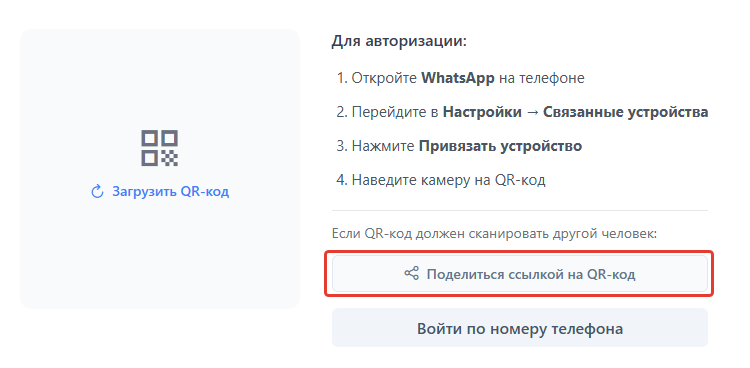 Для авторизации:
1. Откройте WhatsApp на телефоне
2. Перейдите в Настройки → Связанные устройства
3. Нажмите Привязать устройство
4. Наведите камеру на QR-код
Загрузить QR-код
Если QR-код должен сканировать другой человек:
Поделиться ссылкой на QR-код
Войти по номеру телефона